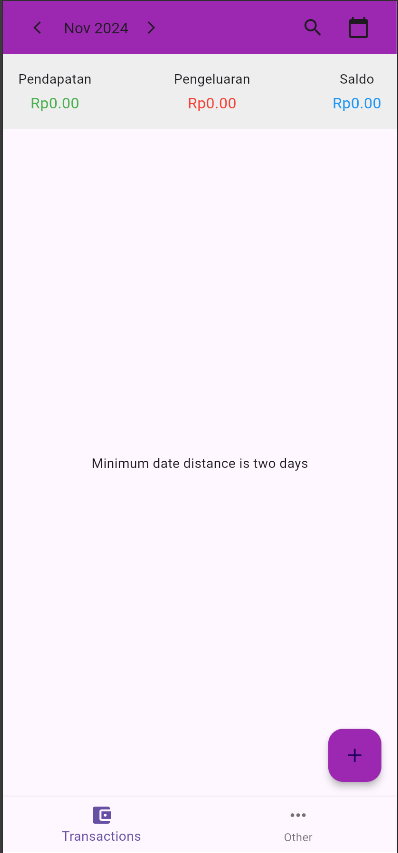 Nov 2024
Pendapatan Pengeluaran Saldo
Rp0.00 Rp0.00 Rp0.00
Minimum date distance is two days
Transactions Other